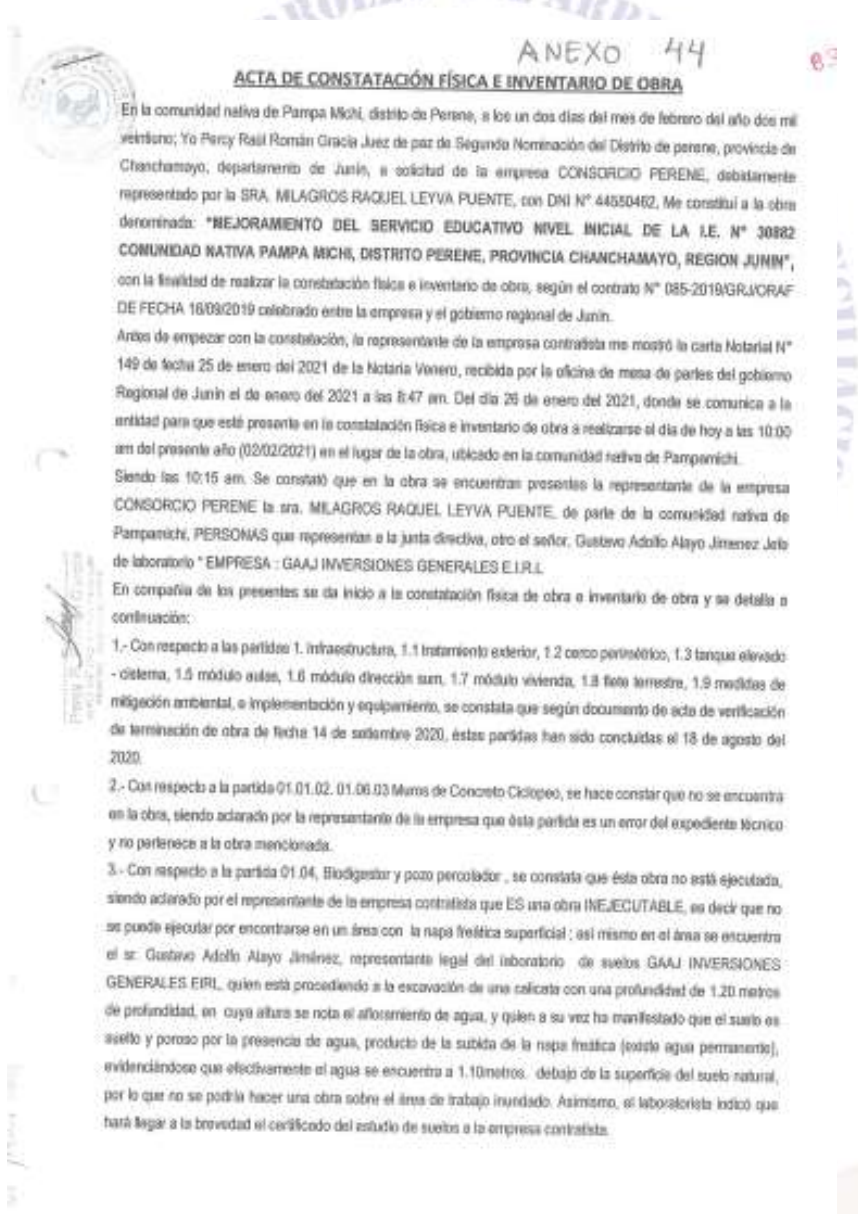 ANEXO 44
ACTA DE CONSTATACIÓN FÍSICA E INVENTARIO DE OBRA
En la comunidad nativa de Pampa Michi, distrito de Perene, a los un dos días del mes de febrero del año dos mil
veintiuno; Yo Percy Raúl Román Gracia Juez de paz de Segunda Nominación del Distrito de perene, provincia de
Chanchamayo, departamento de Junín, a solicitud de la empresa CONSORCIO PERENE, debidamente
representado por la SRA. MILAGROS RAQUEL LEYVA PUENTE, con DNI N° 44550462, Me constituí a la obra
denominada: "MEJORAMIENTO DEL SERVICIO EDUCATIVO NIVEL INICIAL DE LA I.E. N° 30882
COMUNIDAD NATIVA PAMPA MICHI, DISTRITO PERENE, PROVINCIA CHANCHAMAYO, REGION JUNIN",
con la finalidad de realizar la constatación física e inventario de obra, según el contrato N° 085-2019/GRJ/ORAF
DE FECHA 16/09/2019 celebrado entre la empresa y el gobierno regional de Junín.
Antes de empezar con la constatación, la representante de la empresa contratista me mostró la carta Notarial N°
149 de fecha 25 de enero del 2021 de la Notaria Venero, recibida por la oficina de mesa de partes del gobierno
Regional de Junín el de enero del 2021 a las 8:47 am. Del día 26 de enero del 2021, donde se comunica a la
entidad para que esté presente en la constatación física e inventario de obra a realizarse el día de hoy a las 10:00
am del presente año (02/02/2021) en el lugar de la obra, ubicado en la comunidad nativa de Pampamichi.
Siendo las 10:15 am. Se constató que en la obra se encuentran presentes la representante de la empresa
CONSORCIO PERENE la sra. MILAGROS RAQUEL LEYVA PUENTE, de parte de la comunidad nativa de
Pampamichi, PERSONAS que representan a la junta directiva, otro el señor. Gustavo Adolfo Alayo Jimenez Jefe
de laboratorio " EMPRESA : GAAJ INVERSIONES GENERALES E.I.R.L
En compañía de los presentes se da inicio a la constatación física de obra e inventario de obra y se detalla a
continuación:
1.- Con respecto a las partidas 1. infraestructura, 1.1 tratamiento exterior, 1.2 cerco perimétrico, 1.3 tanque elevado
- cisterna, 1.5 módulo aulas, 1.6 módulo dirección sum, 1.7 módulo vivienda, 1.8 flete terrestre, 1.9 medidas de
mitigación ambiental, e implementación y equipamiento, se constata que según documento de acta de verificación
de terminación de obra de fecha 14 de setiembre 2020, éstas partidas han sido concluidas el 18 de agosto del
2020.
2.- Con respecto a la partida 01.01.02. 01.06.03 Muros de Concreto Ciclopeo, se hace constar que no se encuentra
en la obra, siendo aclarado por la representante de la empresa que ésta partida es un error del expediente técnico
y no pertenece a la obra mencionada.
3.- Con respecto a la partida 01.04, Biodigestor y pozo percolador , se constata que ésta obra no está ejecutada,
siendo aclarado por el representante de la empresa contratista que ES una obra INEJECUTABLE, es decir que no
se puede ejecutar por encontrarse en un área con la napa freática superficial ; así mismo en el área se encuentra
el sr. Gustavo Adolfo Alayo Jiménez, representante legal del laboratorio de suelos GAAJ INVERSIONES
GENERALES EIRL, quien está procediendo a la excavación de una calicata con una profundidad de 1.20 metros
de profundidad, en cuya altura se nota el afloramiento de agua, y quien a su vez ha manifestado que el suelo es
suelto y poroso por la presencia de agua, producto de la subida de la napa freática (existe agua permanente),
evidenciándose que efectivamente el agua se encuentra a 1.10metros. debajo de la superficie del suelo natural,
por lo que no se podría hacer una obra sobre el área de trabajo inundado. Asimismo, el laboratorista indicó que
hará llegar a la brevedad el certificado del estudio de suelos a la empresa contratista.